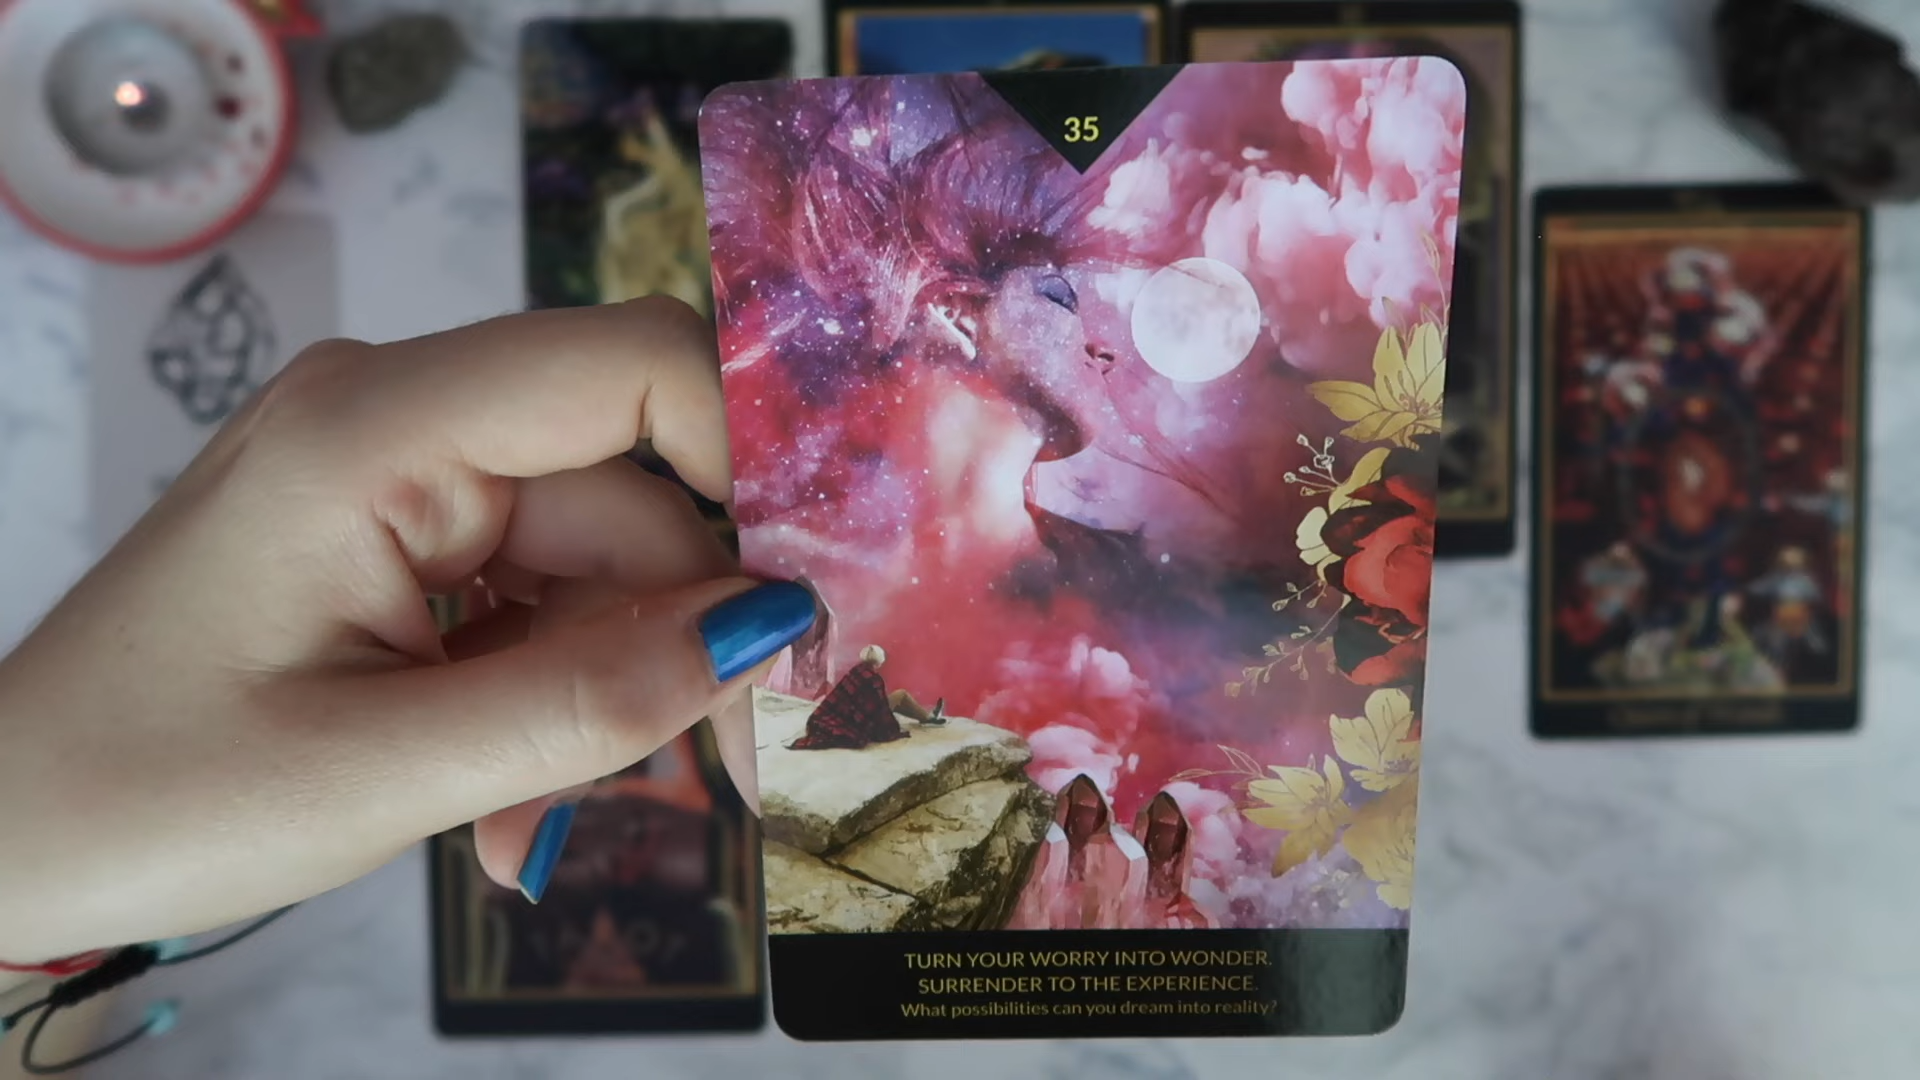 35
TURN YOUR WORRY INTO WONDER.
SURRENDER TO THE EXPERIENCE.
What possibilities can you dream into reality?